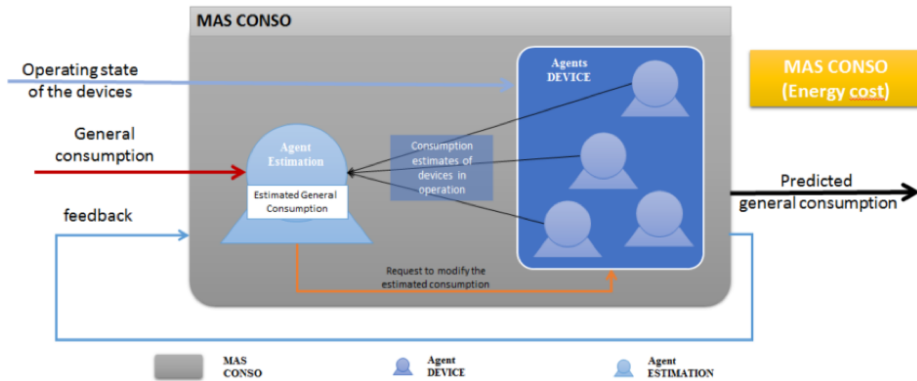 MAS CONSO
Operating state
of the devices
Agents
DEVICE
MAS CONSO
(Energy cost)
General
consumption
Agent
Estimation
Estimated General
Consumption
Consumption
estimates of
devices in
operation
Predicted
general consumption
feedback
Request to modify the
estimated consumption
MAS
CONSO
Agent
DEVICE
Agent
ESTIMATION